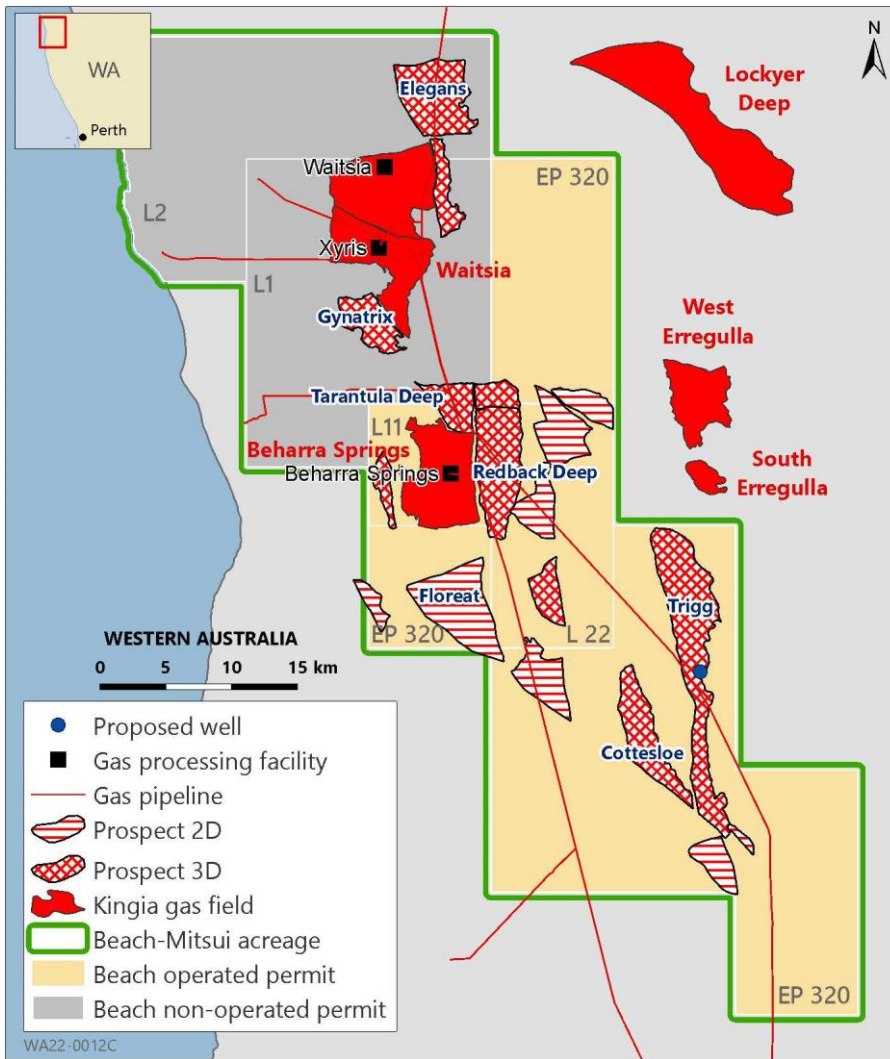 WA
Perth
N
Lockyer
Deep
Elegans
Waitsia
EP 320
L2
Xyris
Waitsia
L1
West
Erregulla
Gynatrix
Tarantula Deep
L11
Beharra Springs
Beharra Springs
Redback Deep
South
Erregulla
Floreat
Trigg
EP 320
L 22
WESTERN AUSTRALIA
0 5 10 15 km
Cottesloe
Proposed well
Gas processing facility
Gas pipeline
Prospect 2D
Prospect 3D
Kingia gas field
Beach-Mitsui acreage
Beach operated permit
Beach non-operated permit
EP 320
WA22-0012C